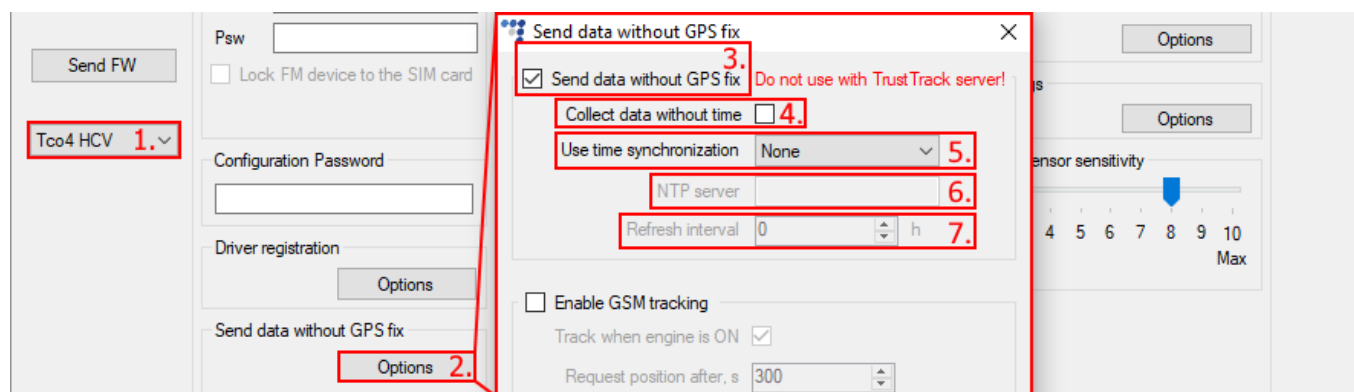 Send FW
Tco4 HCV 1.
Psw
Lock FM device to the SIM card
Configuration Password
Driver registration
Options
Send data without GPS fix
Options 2.
Send data without GPS fix
3.
Send data without GPS fix Do not use with TrustTrack server!
Collect data without time 4.
Use time synchronization None 5.
NTP server 6.
Refresh interval 0 h 7.
Enable GSM tracking
Track when engine is ON
Request position after, s 300
Options
Options
4 5 6 7 8 9 10
Max